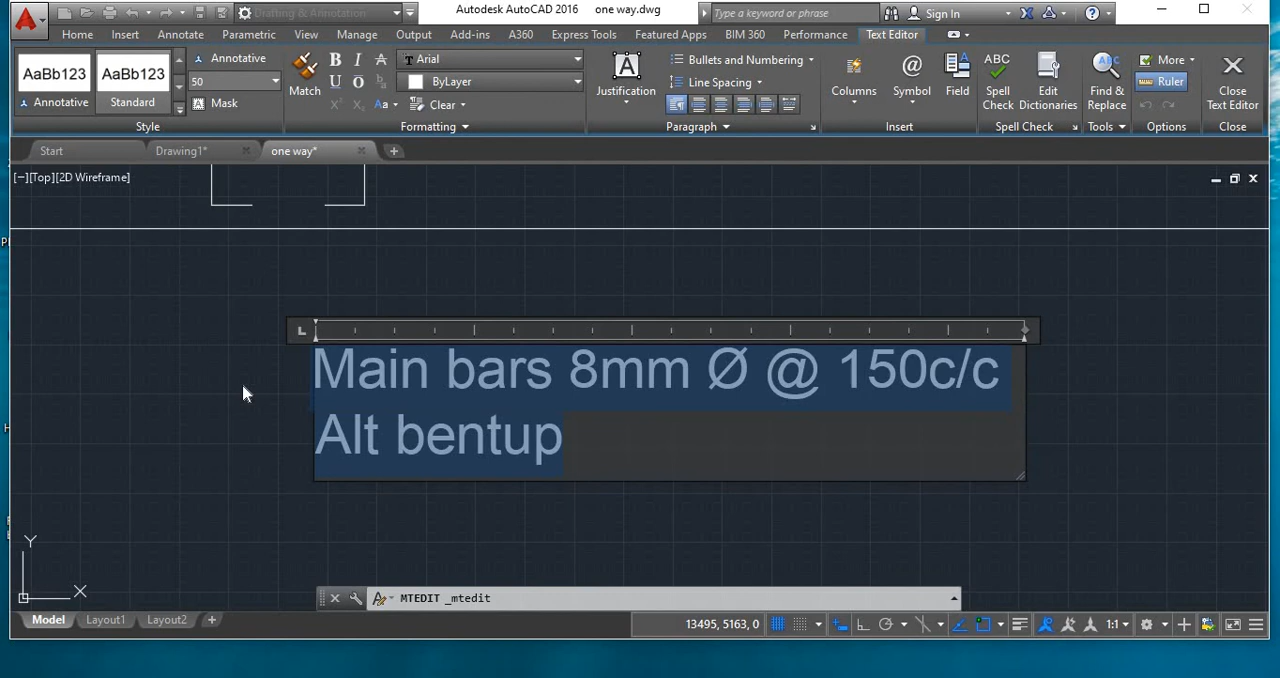 Drafting & Annotation
Autodesk AutoCAD 2016 one way.dwg
Type a keyword or phrase
Sign In
Home Insert Annotate Parametric View Manage Output Add-ins A360 Express Tools Featured Apps BIM 360 Performance Text Editor
AaBb123 AaBb123 Annotative
Annotative Standard
50
Mask
Style
Match
B I A
U O
Aa
Arial
ByLayer
Clear
Formatting
A
Justification
Bullets and Numbering
Line Spacing
Paragraph
Columns
@
Symbol
Field
Insert
ABC
Spell
Check
Edit
Dictionaries
Spell Check
Find &
Replace
Tools
More
Ruler
Options
Close
Text Editor
Close
Start Drawing1* one way*
[−][Top][2D Wireframe]
L
Main bars 8mm Ø @ 150c/c
Alt bentup
Y
X
MTEDIT _mtedit
Model Layout1 Layout2 +
13495, 5163, 0
1:1